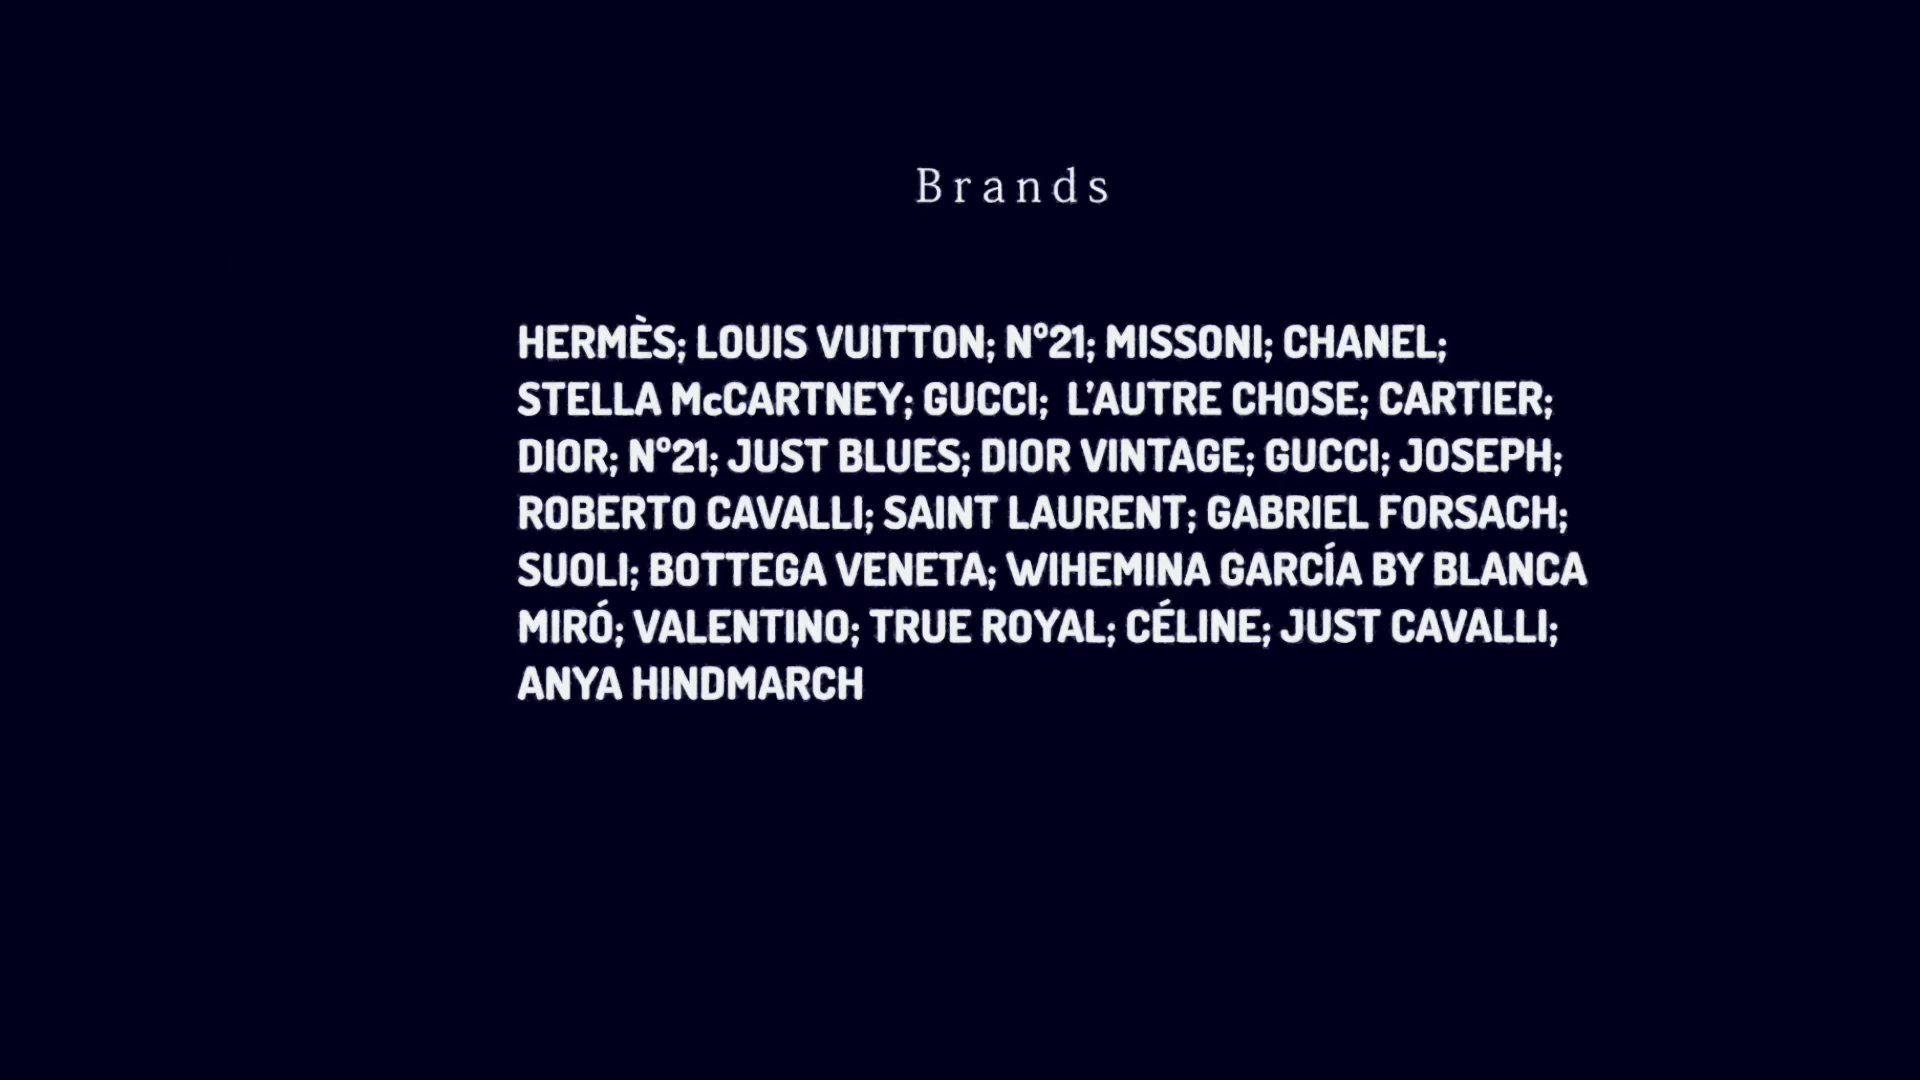 Brands
HERMÈS; LOUIS VUITTON; Nº21; MISSONI; CHANEL;
STELLA McCARTNEY; GUCCI;  L'AUTRE CHOSE; CARTIER;
DIOR; Nº21; JUST BLUES; DIOR VINTAGE; GUCCI; JOSEPH;
ROBERTO CAVALLI; SAINT LAURENT; GABRIEL FORSACH;
SUOLI; BOTTEGA VENETA; WIHEMINA GARCÍA BY BLANCA
MIRÓ; VALENTINO; TRUE ROYAL; CÉLINE; JUST CAVALLI;
ANYA HINDMARCH